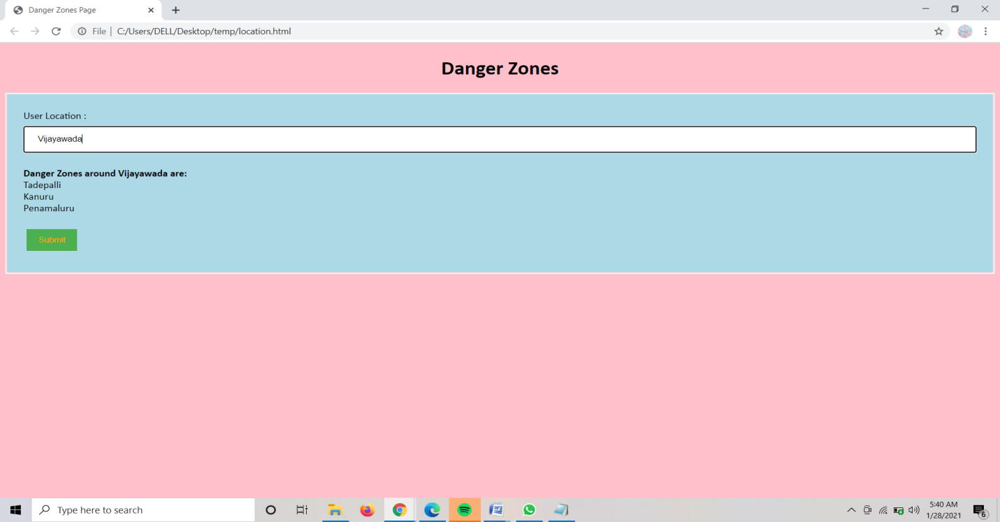 Danger Zones Page
File | C:/Users/DELL/Desktop/temp/location.html
Danger Zones
User Location :
Vijayawada
Danger Zones around Vijayawada are:
Tadepalli
Kanuru
Penamaluru
Submit
Type here to search
5:40 AM
1/28/2021
6